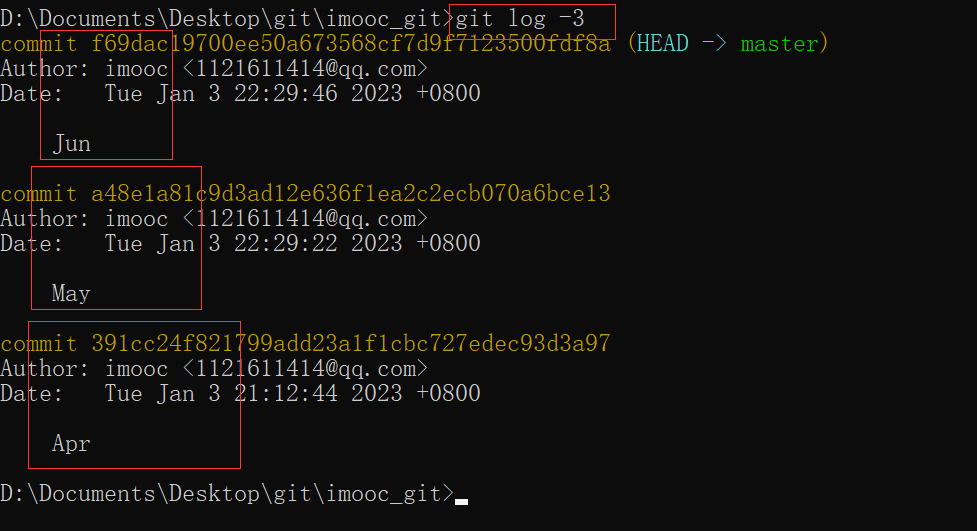 D:\Documents\Desktop\git\imooc_git>git log -3
commit f69dac19700ee50a673568cf7d9f7123500fdf8a (HEAD -> master)
Author: imooc <1121611414@qq.com>
Date:   Tue Jan 3 22:29:46 2023 +0800
Jun
commit a48e1a81c9d3ad12e636f1ea2c2ecb070a6bce13
Author: imooc <1121611414@qq.com>
Date:   Tue Jan 3 22:29:22 2023 +0800
May
commit 391cc24f821799add23a1f1cbc727edec93d3a97
Author: imooc <1121611414@qq.com>
Date:   Tue Jan 3 21:12:44 2023 +0800
Apr
D:\Documents\Desktop\git\imooc_git>